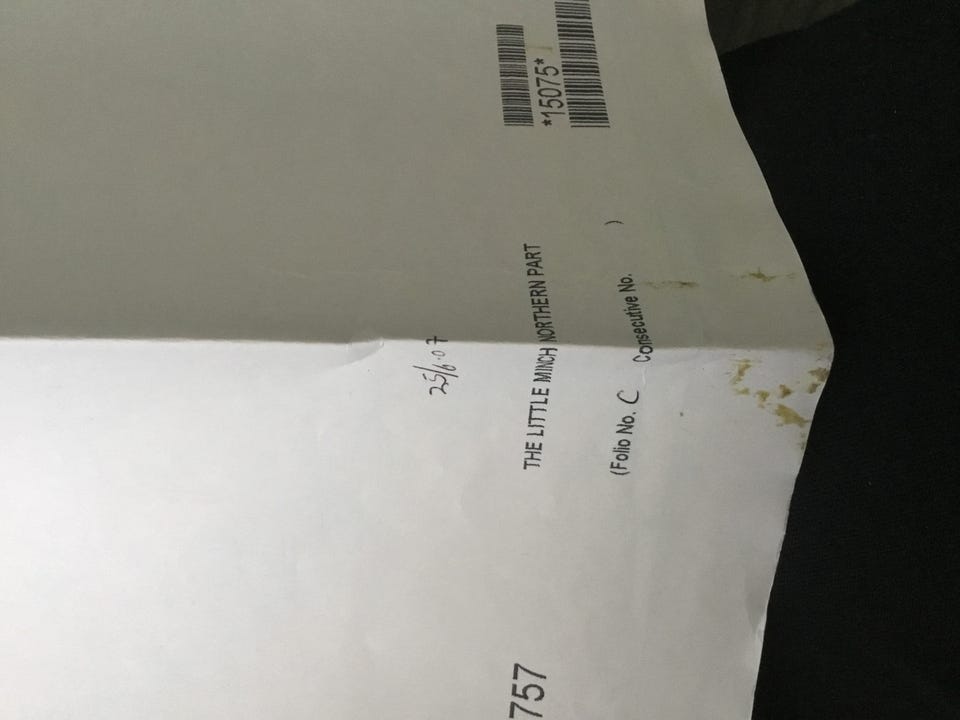 25/6·07
*15075*
THE LITTLE MINCH NORTHERN PART
757
(Folio No. C Consecutive No. )